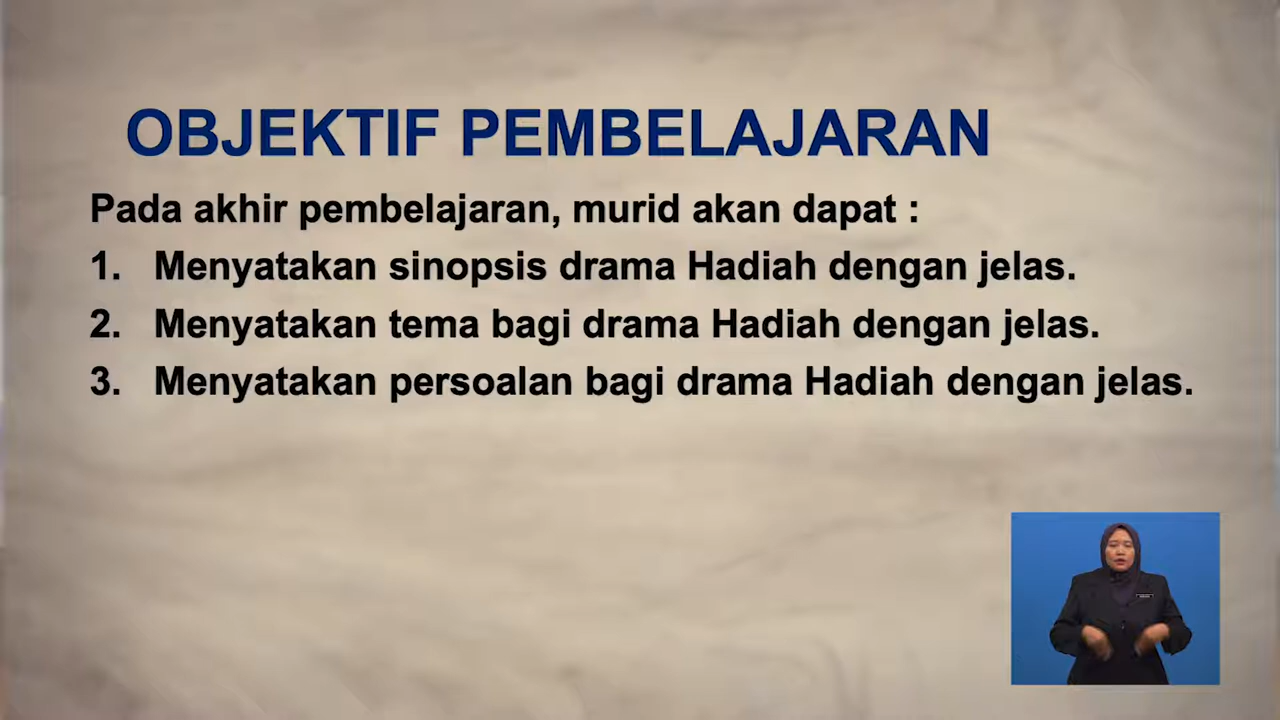 OBJEKTIF PEMBELAJARAN
Pada akhir pembelajaran, murid akan dapat :
1. Menyatakan sinopsis drama Hadiah dengan jelas.
2. Menyatakan tema bagi drama Hadiah dengan jelas.
3. Menyatakan persoalan bagi drama Hadiah dengan jelas.